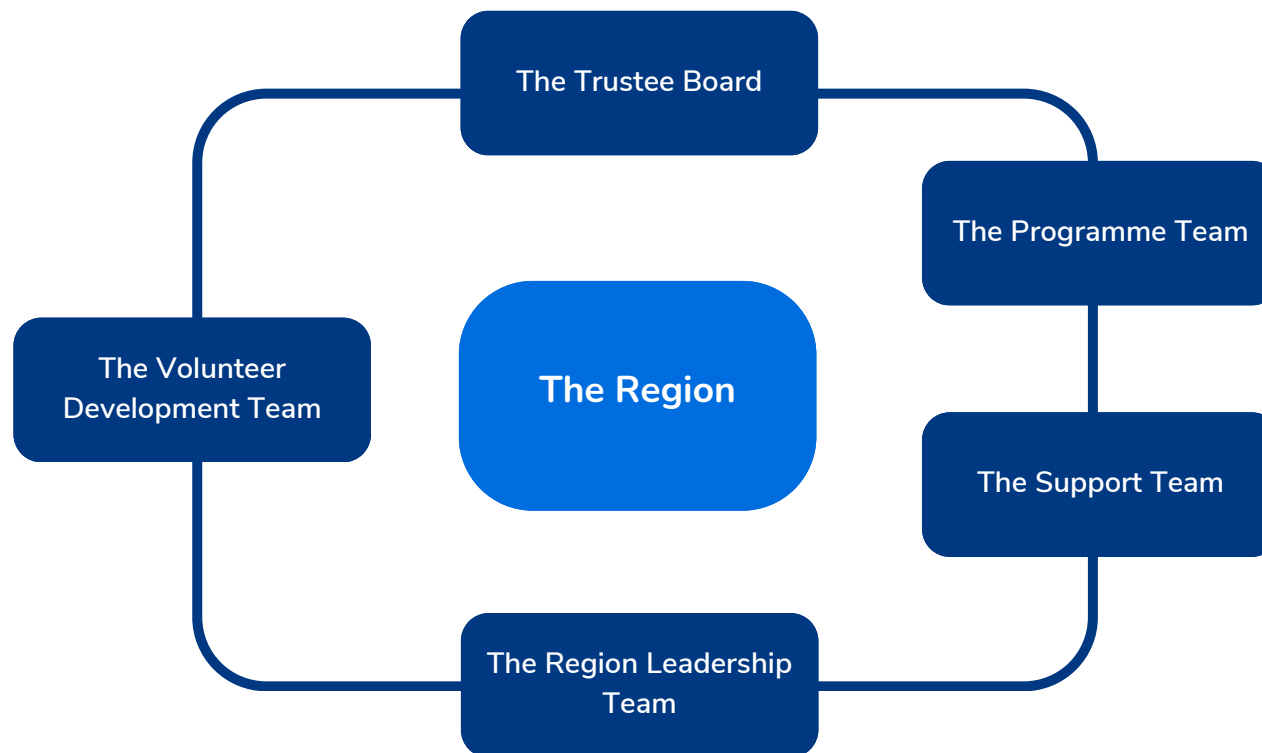 The Trustee Board
The Programme Team
The Volunteer
Development Team
The Region
The Support Team
The Region Leadership
Team